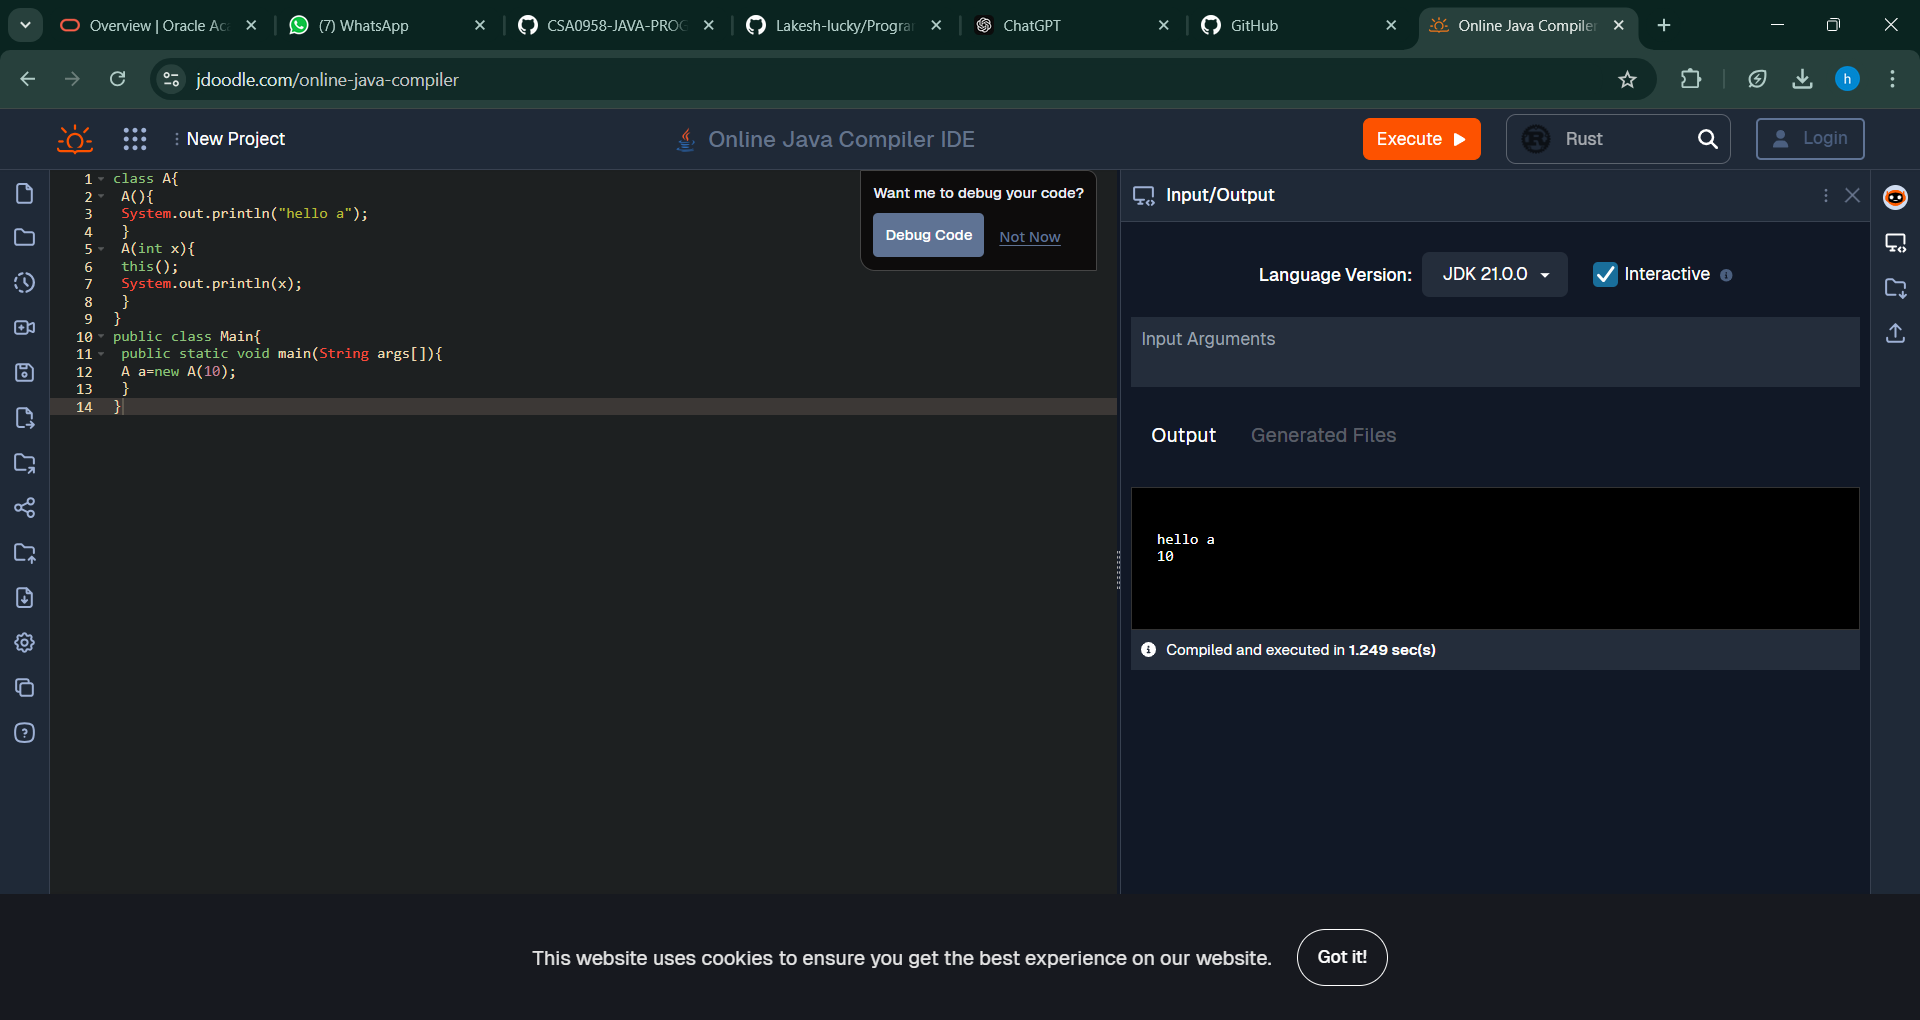 Overview | Oracle Aca
(7) WhatsApp
CSA0958-JAVA-PROG
Lakesh-lucky/Program
ChatGPT
GitHub
Online Java Compiler
jdoodle.com/online-java-compiler
h
New Project
Online Java Compiler IDE
Execute
Rust
Login
1 class A{
2 A(){
3 System.out.println("hello a");
4 }
5 A(int x){
6 this();
7 System.out.println(x);
8 }
9 }
10 public class Main{
11 public static void main(String args[]){
12 A a=new A(10);
13 }
14 }
Want me to debug your code?
Debug Code
Not Now
Input/Output
Language Version:
JDK 21.0.0
Interactive
Input Arguments
Output
Generated Files
hello a
10
Compiled and executed in 1.249 sec(s)
This website uses cookies to ensure you get the best experience on our website.
Got it!